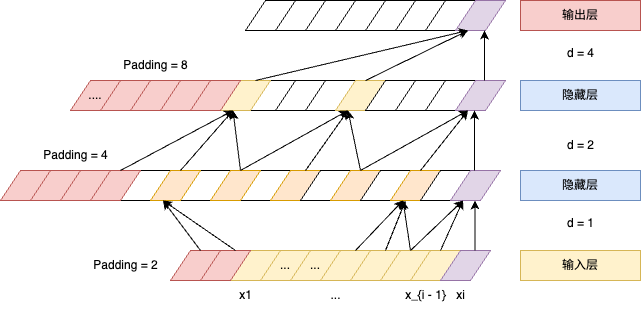 输出层
d = 4
Padding = 8
....
隐藏层
d = 2
Padding = 4
隐藏层
d = 1
Padding = 2
... ...
输入层
x1 ... x_{i - 1} xi